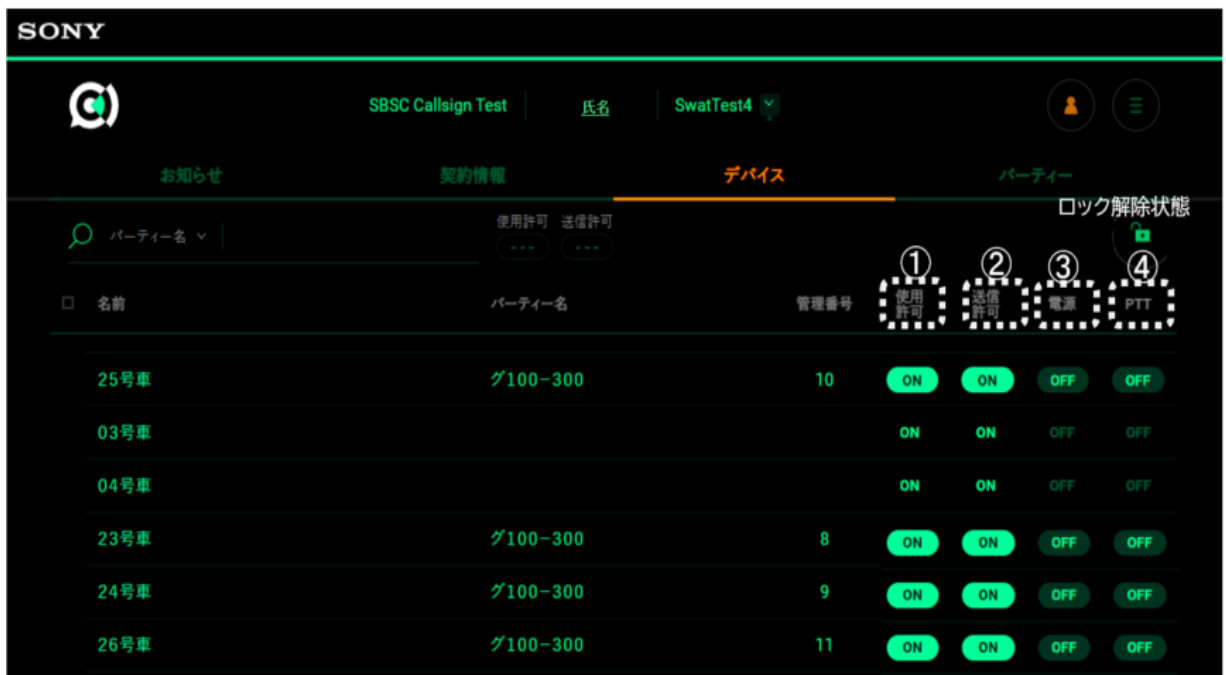 SONY
SBSC Callsign Test 氏名 SwatTest4
お知らせ 契約情報 デバイス パーティー
ロック解除状態
パーティー名 使用許可 送信許可
--- ---
① ② ③ ④
名前 パーティー名 管理番号 使用許可 送信許可 電源 PTT
25号車 グ100-300 10 ON ON OFF OFF
03号車 ON ON OFF OFF
04号車 ON ON OFF OFF
23号車 グ100-300 8 ON ON OFF OFF
24号車 グ100-300 9 ON ON OFF OFF
26号車 グ100-300 11 ON ON OFF OFF